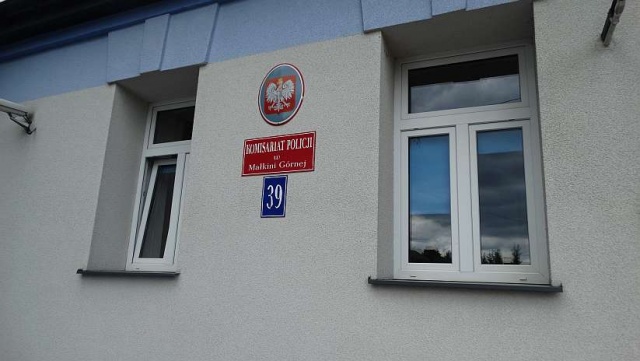 KOMISARIAT POLICJI
w
Małkini Górnej
39